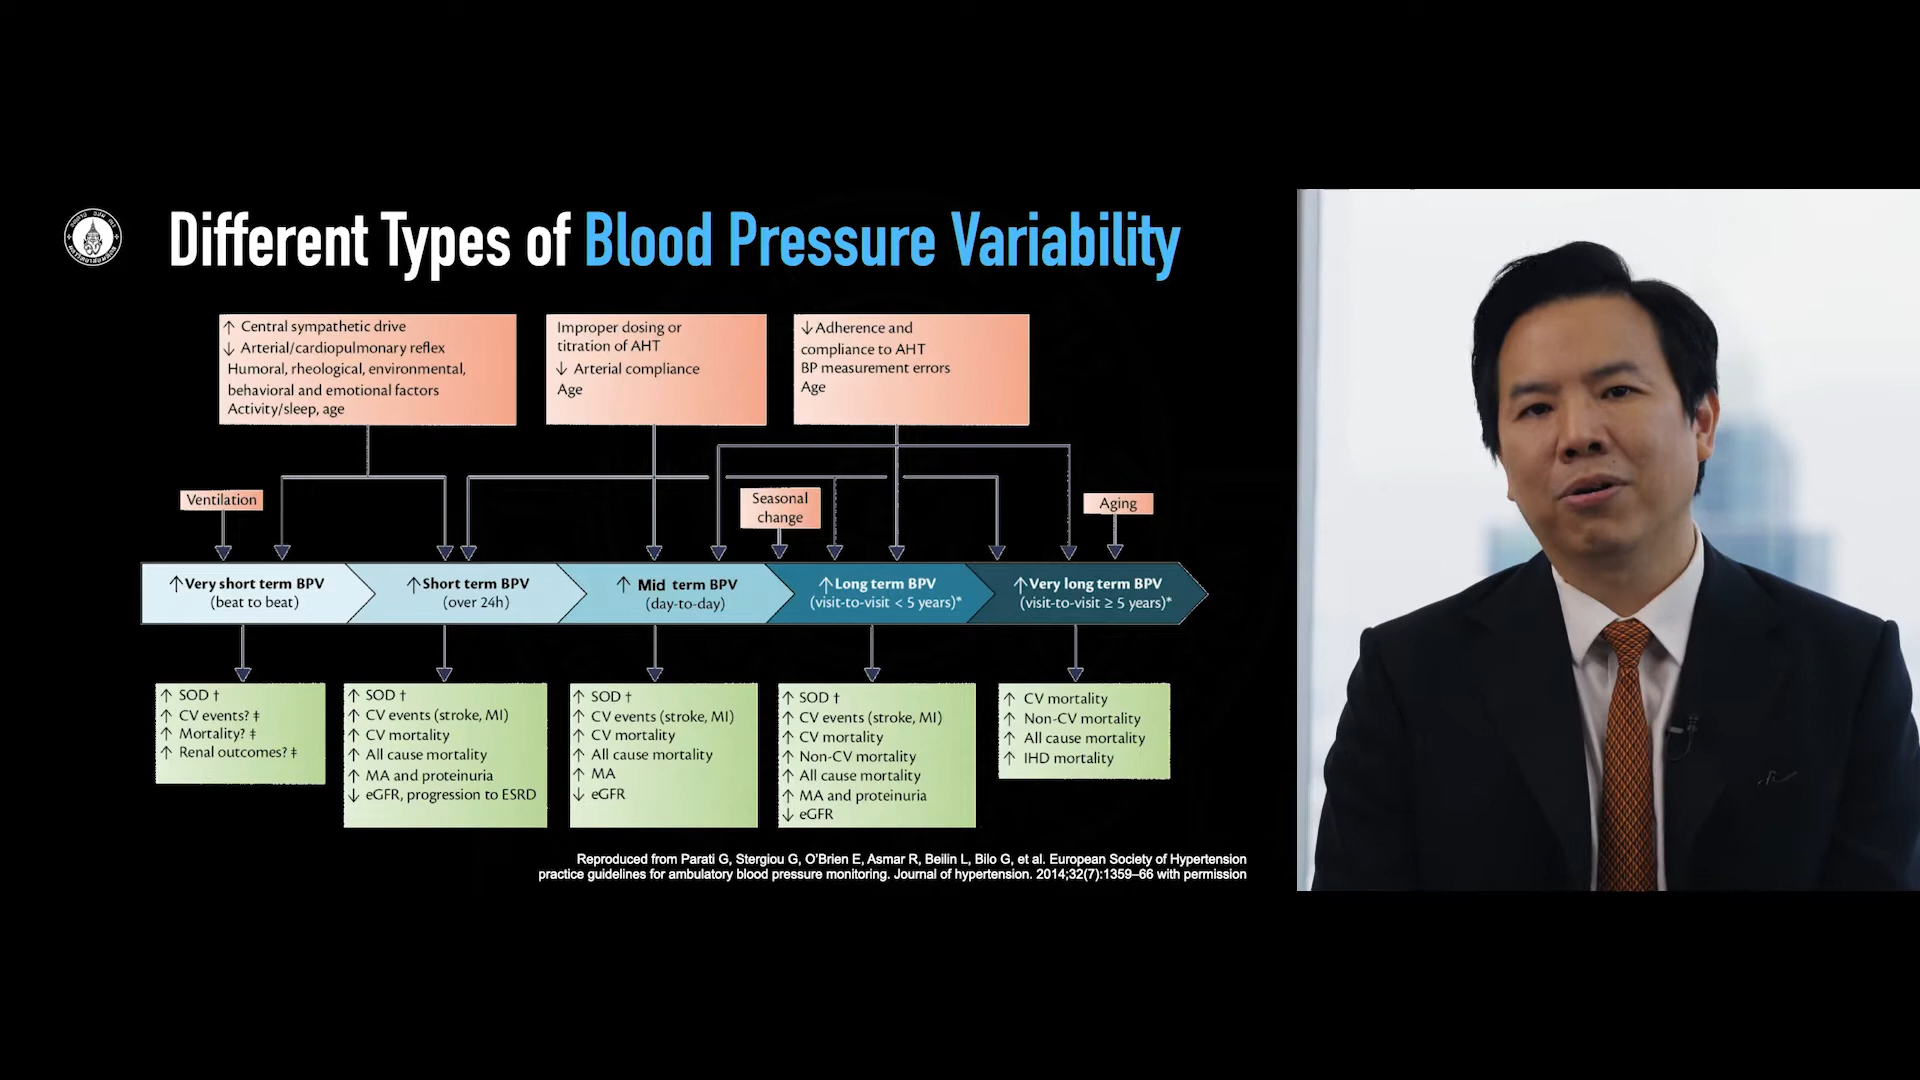 Different Types of Blood Pressure Variability
↑ Central sympathetic drive
↓ Arterial/cardiopulmonary reflex
Humoral, rheological, environmental,
behavioral and emotional factors
Activity/sleep, age
Improper dosing or
titration of AHT
↓ Arterial compliance
Age
↓ Adherence and
compliance to AHT
BP measurement errors
Age
Ventilation
Seasonal
change
Aging
↑ Very short term BPV
(beat to beat)
↑ Short term BPV
(over 24h)
↑ Mid term BPV
(day-to-day)
↑ Long term BPV
(visit-to-visit < 5 years)*
↑ Very long term BPV
(visit-to-visit ≥ 5 years)*
↑ SOD †
↑ CV events? ‡
↑ Mortality? ‡
↑ Renal outcomes? ‡
↑ SOD †
↑ CV events (stroke, MI)
↑ CV mortality
↑ All cause mortality
↑ MA and proteinuria
↓ eGFR, progression to ESRD
↑ SOD †
↑ CV events (stroke, MI)
↑ CV mortality
↑ All cause mortality
↑ MA
↓ eGFR
↑ SOD †
↑ CV events (stroke, MI)
↑ CV mortality
↑ Non-CV mortality
↑ All cause mortality
↑ MA and proteinuria
↓ eGFR
↑ CV mortality
↑ Non-CV mortality
↑ All cause mortality
↑ IHD mortality
Reproduced from Parati G, Stergiou G, O'Brien E, Asmar R, Beilin L, Bilo G, et al. European Society of Hypertension
practice guidelines for ambulatory blood pressure monitoring. Journal of hypertension. 2014;32(7):1359–66 with permission